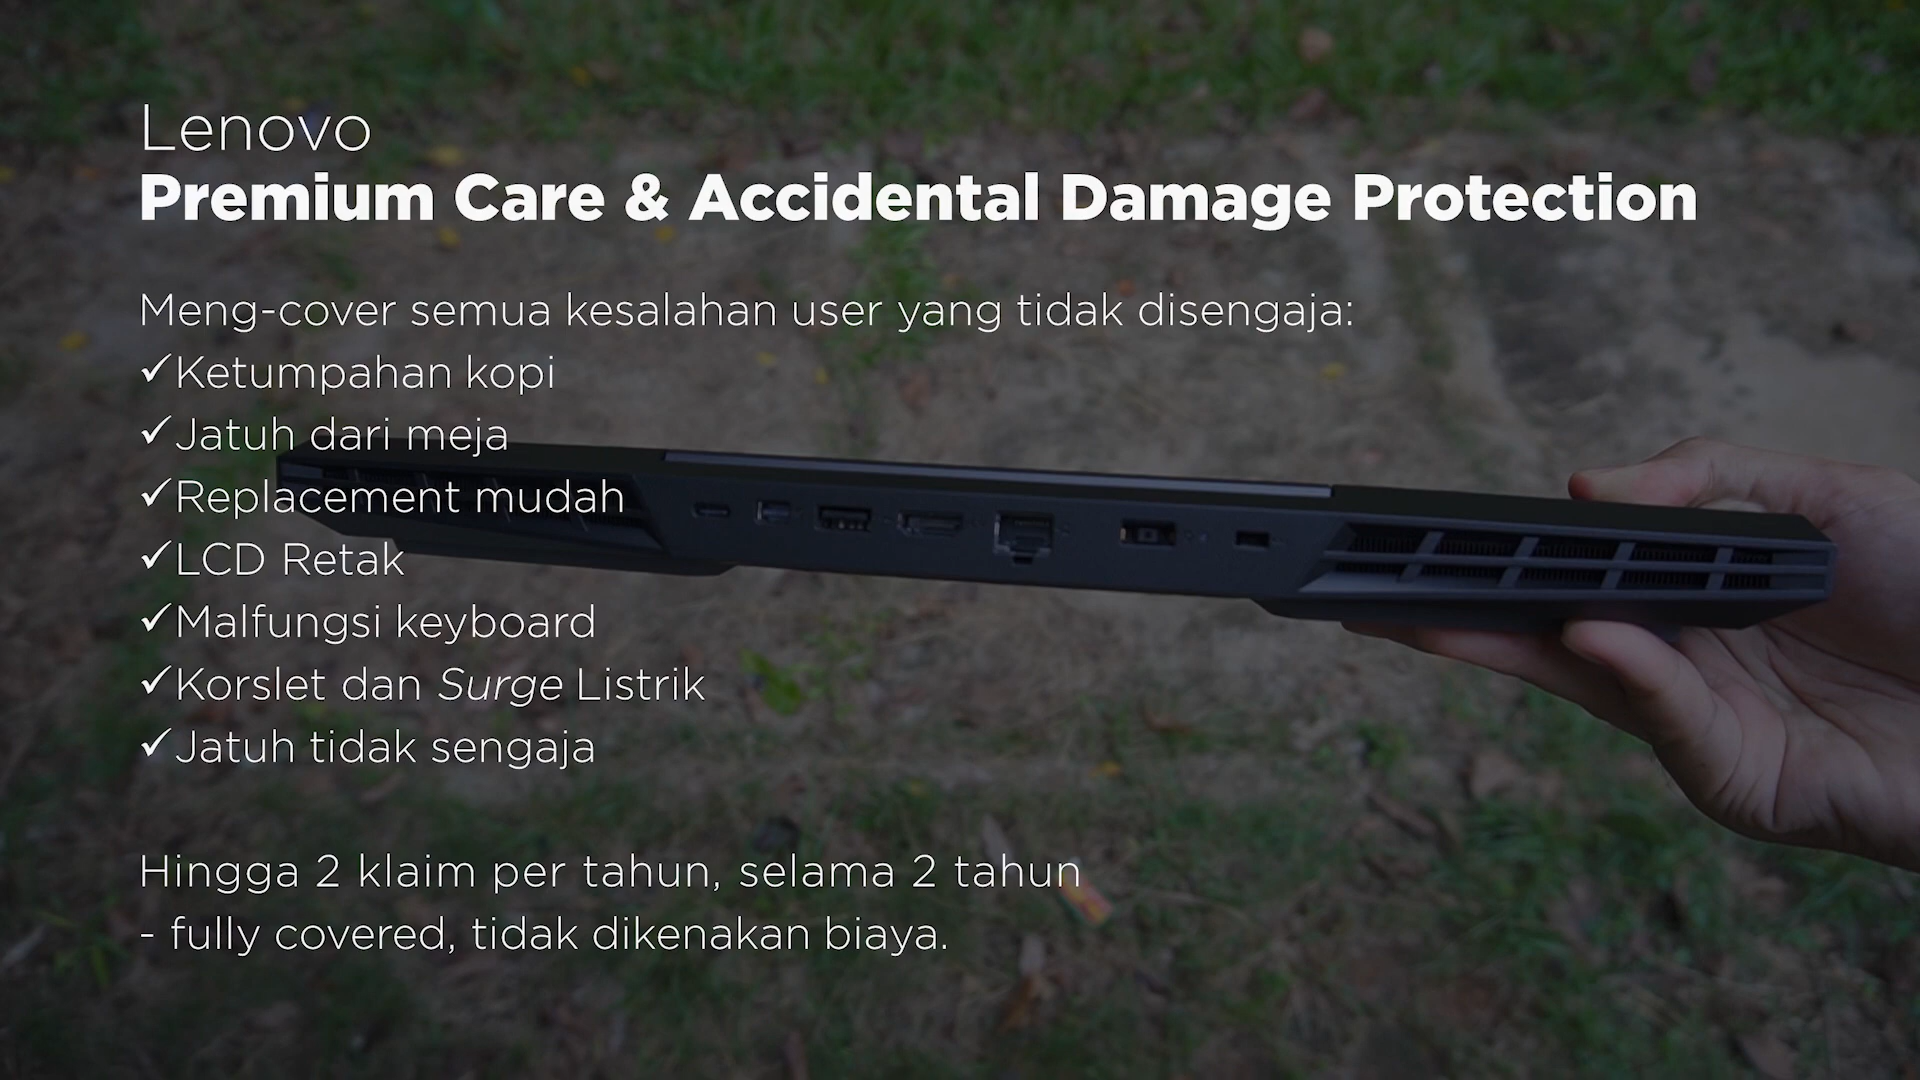 Lenovo
Premium Care & Accidental Damage Protection
Meng-cover semua kesalahan user yang tidak disengaja:
✓Ketumpahan kopi
✓Jatuh dari meja
✓Replacement mudah
✓LCD Retak
✓Malfungsi keyboard
✓Korslet dan Surge Listrik
✓Jatuh tidak sengaja
Hingga 2 klaim per tahun, selama 2 tahun
- fully covered, tidak dikenakan biaya.